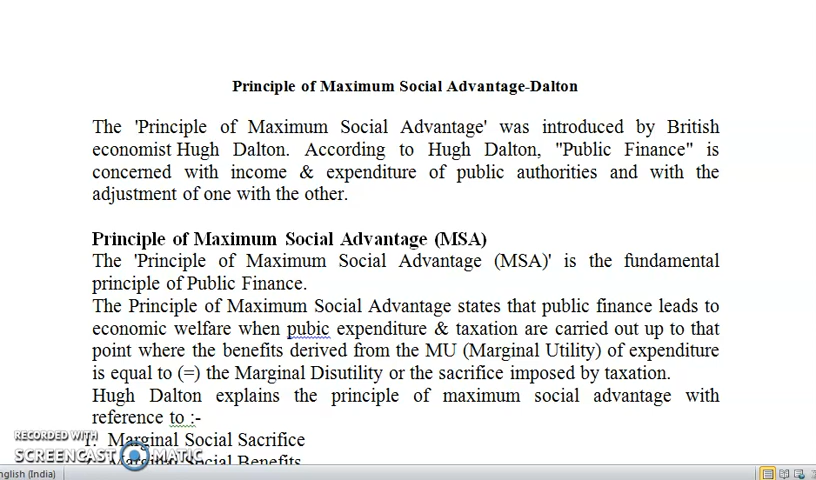 Principle of Maximum Social Advantage-Dalton
The 'Principle of Maximum Social Advantage' was introduced by British
economist Hugh Dalton. According to Hugh Dalton, "Public Finance" is
concerned with income & expenditure of public authorities and with the
adjustment of one with the other.
Principle of Maximum Social Advantage (MSA)
The 'Principle of Maximum Social Advantage (MSA)' is the fundamental
principle of Public Finance.
The Principle of Maximum Social Advantage states that public finance leads to
economic welfare when pubic expenditure & taxation are carried out up to that
point where the benefits derived from the MU (Marginal Utility) of expenditure
is equal to (=) the Marginal Disutility or the sacrifice imposed by taxation.
Hugh Dalton explains the principle of maximum social advantage with
reference to :-
1. Marginal Social Sacrifice
Marginal Social Benefits
RECORDED WITH
SCREENCAST MATIC
nglish (India)